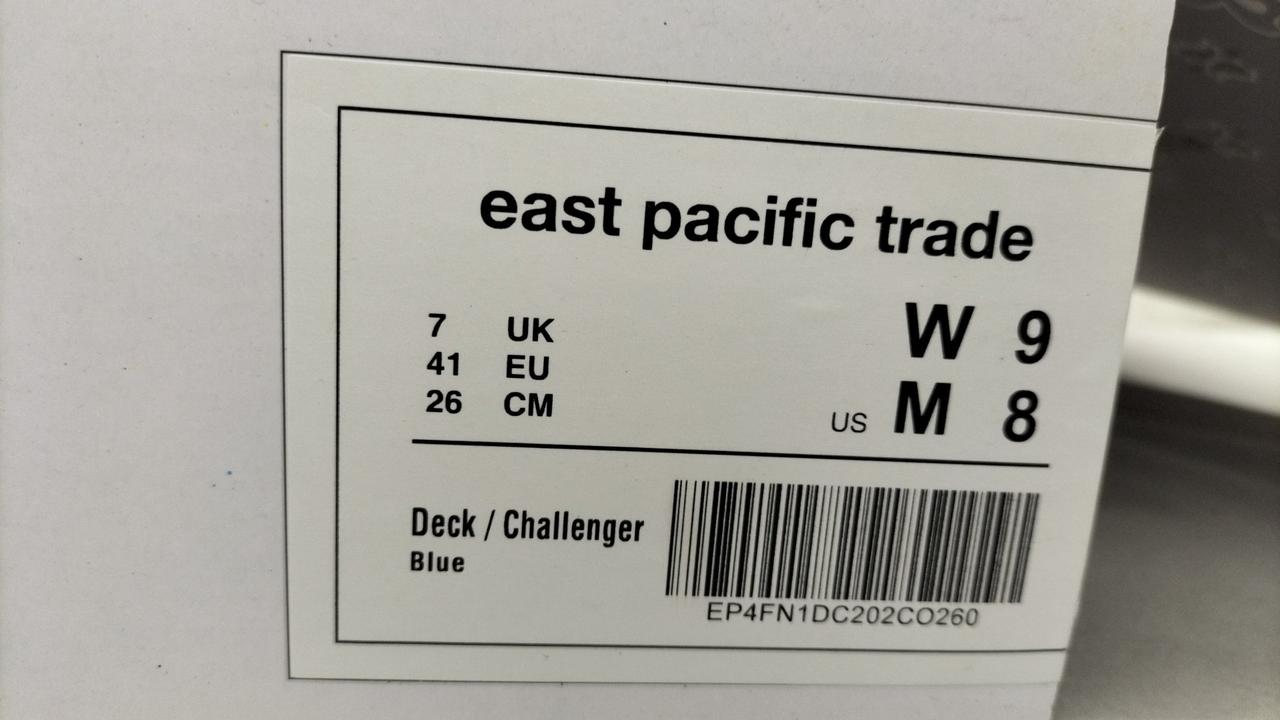 east pacific trade
7 UK
41 EU
26 CM
W 9
US M 8
Deck / Challenger
Blue
EP4FN1DC202CO260